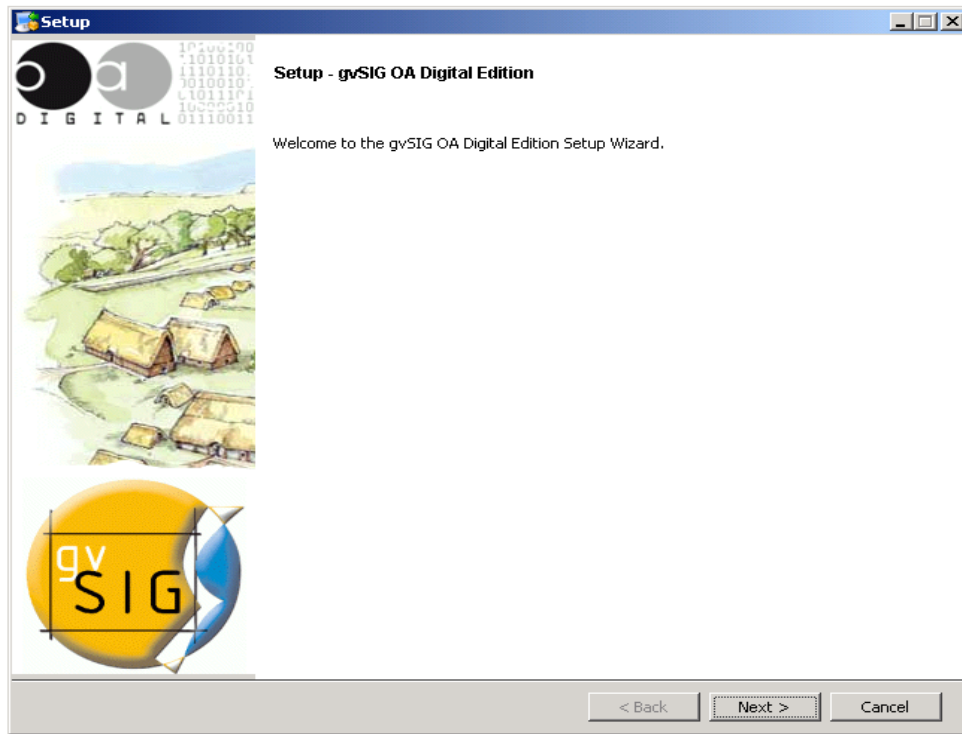 Setup
oa
DIGITAL
Setup - gvSIG OA Digital Edition
Welcome to the gvSIG OA Digital Edition Setup Wizard.
gv
SIG
< Back
Next >
Cancel